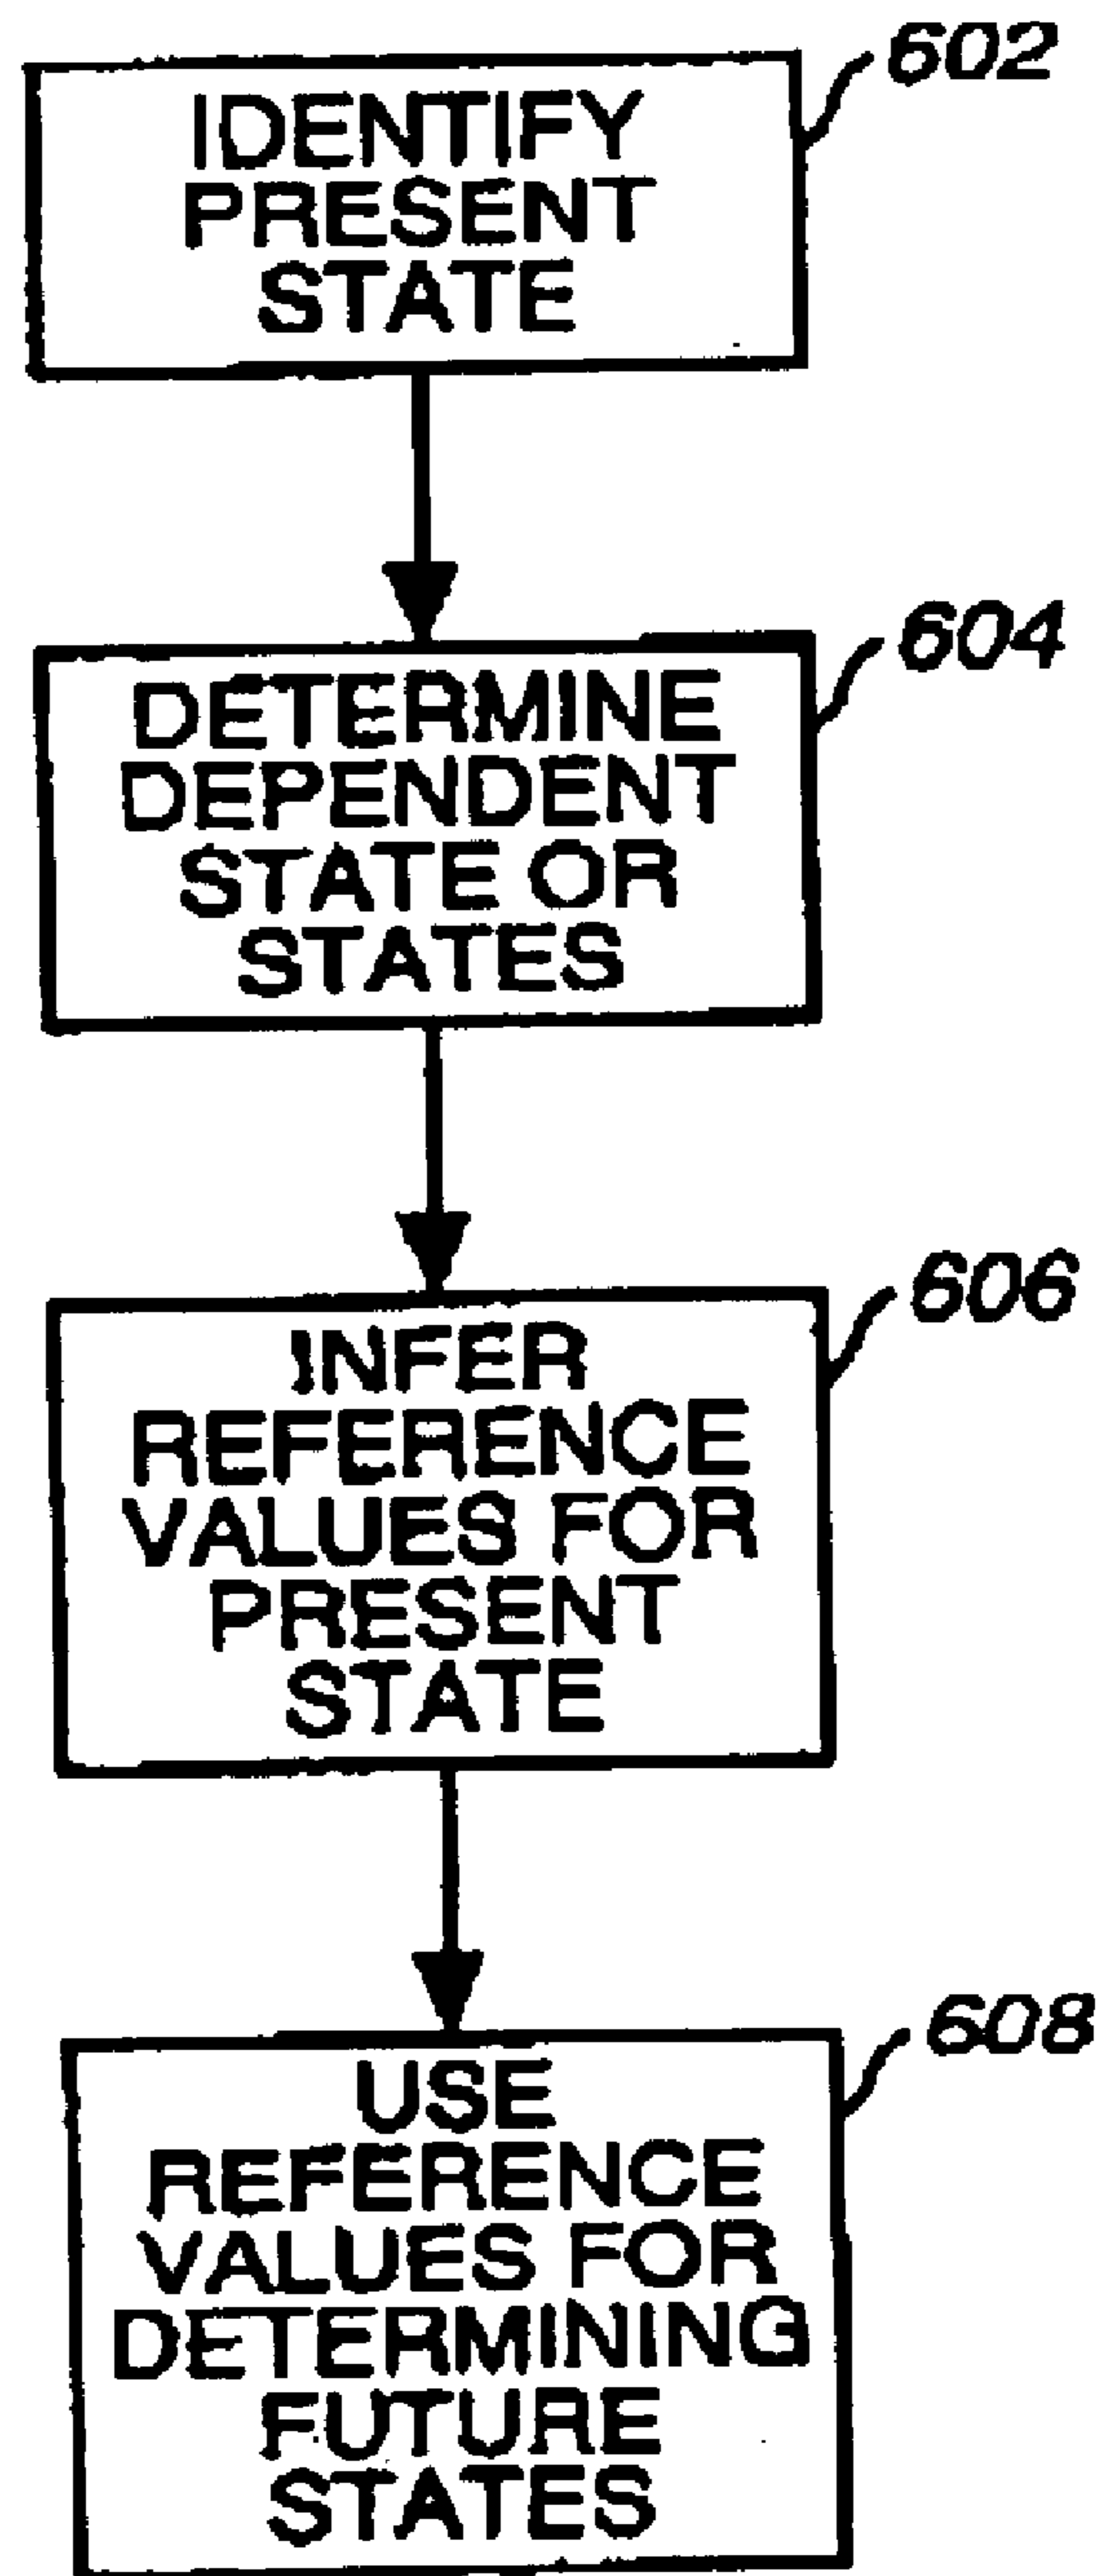 602
IDENTIFY
PRESENT
STATE
604
DETERMINE
DEPENDENT
STATE OR
STATES
606
INFER
REFERENCE
VALUES FOR
PRESENT
STATE
608
USE
REFERENCE
VALUES FOR
DETERMINING
FUTURE
STATES